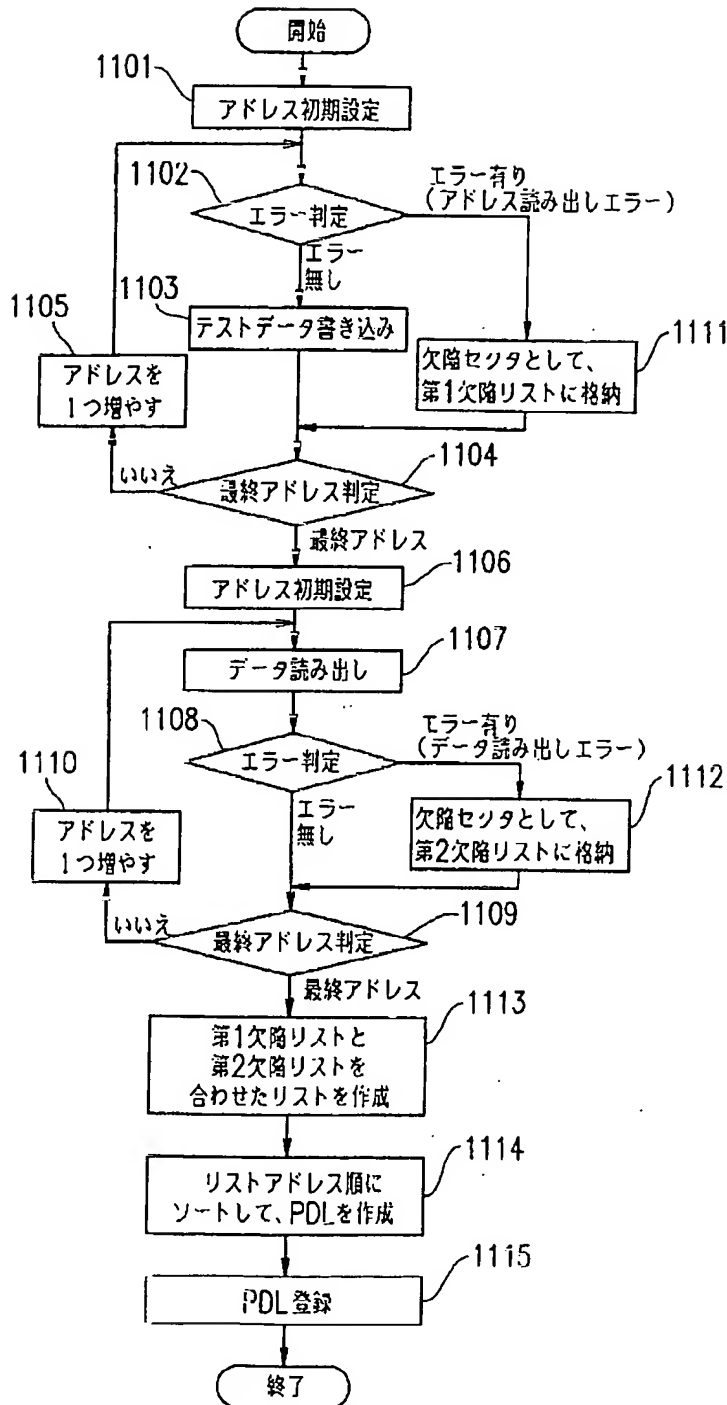 開始
1101
アドレス初期設定
1102
エラー判定
エラー有り
(アドレス読み出しエラー)
エラー
無し
1103
テストデータ書き込み
1105
アドレスを
1つ増やす
1111
欠陥セクタとして、
第1欠陥リストに格納
1104
いいえ
最終アドレス判定
最終アドレス
1106
アドレス初期設定
1107
データ読み出し
1108
エラー判定
エラー有り
(データ読み出しエラー)
エラー
無し
1110
アドレスを
1つ増やす
1112
欠陥セクタとして、
第2欠陥リストに格納
1109
いいえ
最終アドレス判定
最終アドレス
1113
第1欠陥リストと
第2欠陥リストを
合わせたリストを作成
1114
リストアドレス順に
ソートして、PDLを作成
1115
PDL登録
終了